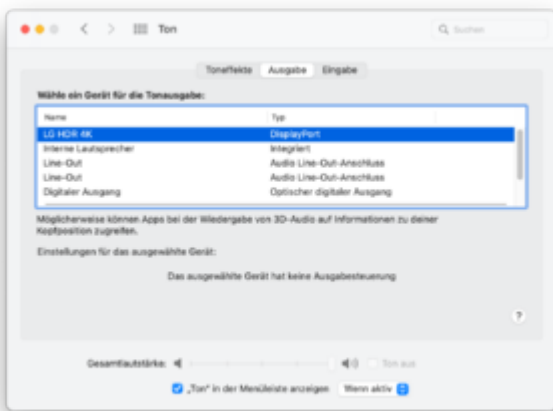 Ton
Suchen
Toneffekte Ausgabe Eingabe
Wähle ein Gerät für die Tonausgabe:
Name Typ
LG HDR 4K DisplayPort
Interne Lautsprecher Integriert
Line-Out Audio Line-Out-Anschluss
Line-Out Audio Line-Out-Anschluss
Digitaler Ausgang Optischer digitaler Ausgang
Möglicherweise können Apps bei der Wiedergabe von 3D-Audio auf Informationen zu deiner
Kopfposition zugreifen.
Einstellungen für das ausgewählte Gerät:
Das ausgewählte Gerät hat keine Ausgabesteuerung
?
Gesamtlautstärke: Ton aus
„Ton“ in der Menüleiste anzeigen Wenn aktiv